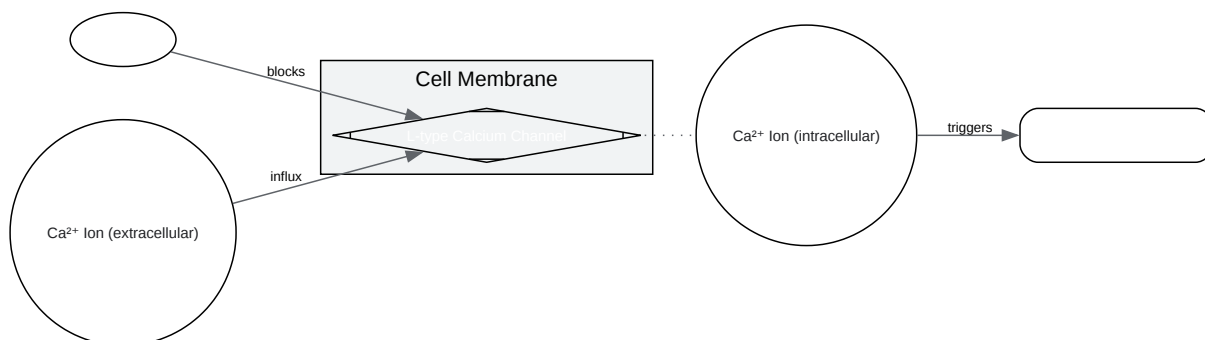 blocks
Cell Membrane
L-type Calcium Channel
Ca²⁺ Ion (intracellular)
triggers
influx
Ca²⁺ Ion (extracellular)